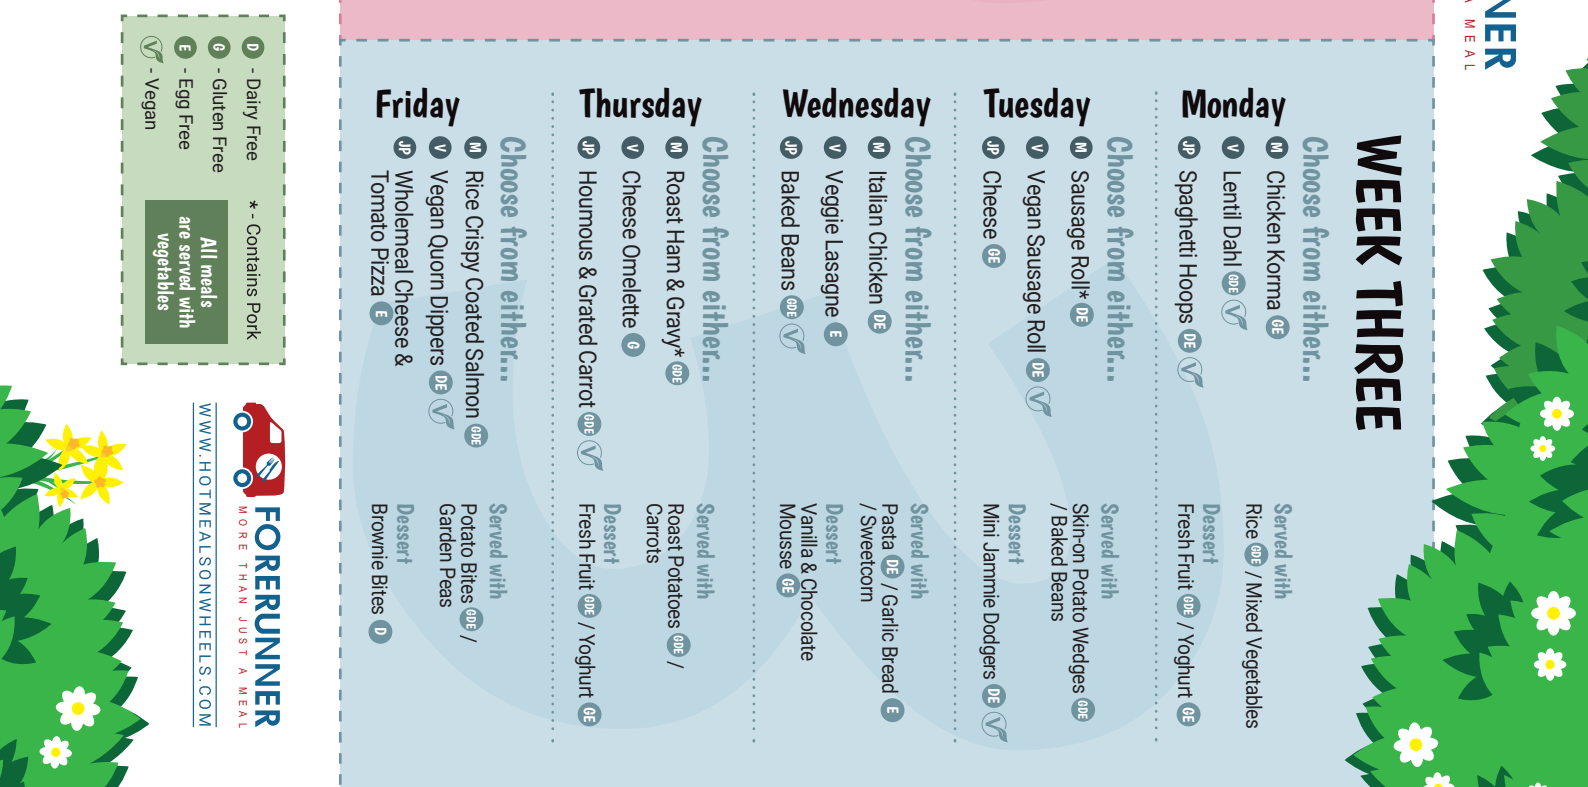 WEEK THREE
Monday
Choose from either...
M Chicken Korma GE
V Lentil Dahl GDE V
JP Spaghetti Hoops DE V
Served with
Rice GDE / Mixed Vegetables
Dessert
Fresh Fruit GDE / Yoghurt GE
Tuesday
Choose from either...
M Sausage Roll* DE
V Vegan Sausage Roll DE V
JP Cheese GE
Served with
Skin-on Potato Wedges GDE
/ Baked Beans
Dessert
Mini Jammie Dodgers DE V
Wednesday
Choose from either...
M Italian Chicken DE
V Veggie Lasagne E
JP Baked Beans GDE V
Served with
Pasta DE / Garlic Bread E
/ Sweetcorn
Dessert
Vanilla & Chocolate
Mousse GE
Thursday
Choose from either...
M Roast Ham & Gravy* GDE
V Cheese Omelette G
JP Houmous & Grated Carrot GDE V
Served with
Roast Potatoes GDE /
Carrots
Dessert
Fresh Fruit GDE / Yoghurt GE
Friday
Choose from either...
M Rice Crispy Coated Salmon GDE
V Vegan Quorn Dippers DE V
JP Wholemeal Cheese &
Tomato Pizza E
Served with
Potato Bites GDE /
Garden Peas
Dessert
Brownie Bites D
D - Dairy Free
G - Gluten Free
E - Egg Free
V - Vegan
* - Contains Pork
All meals
are served with
vegetables
FORERUNNER
MORE THAN JUST A MEAL
WWW.HOTMEALSONWHEELS.COM
NER
A MEAL